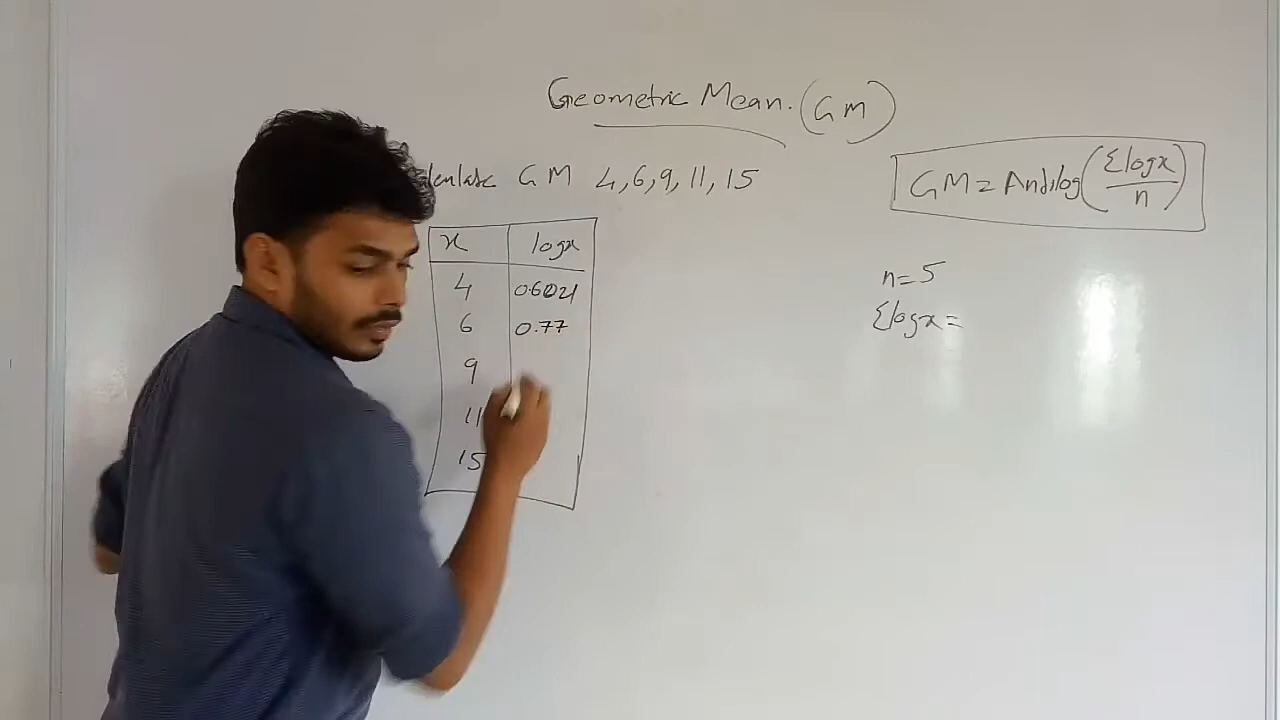 Geometric Mean. (GM)
GM 4, 6, 9, 11, 15
GM = Antilog(Σlogx/n)
x logx
4 0.6021
6 0.77
9
11
15
n=5
Σlogx=